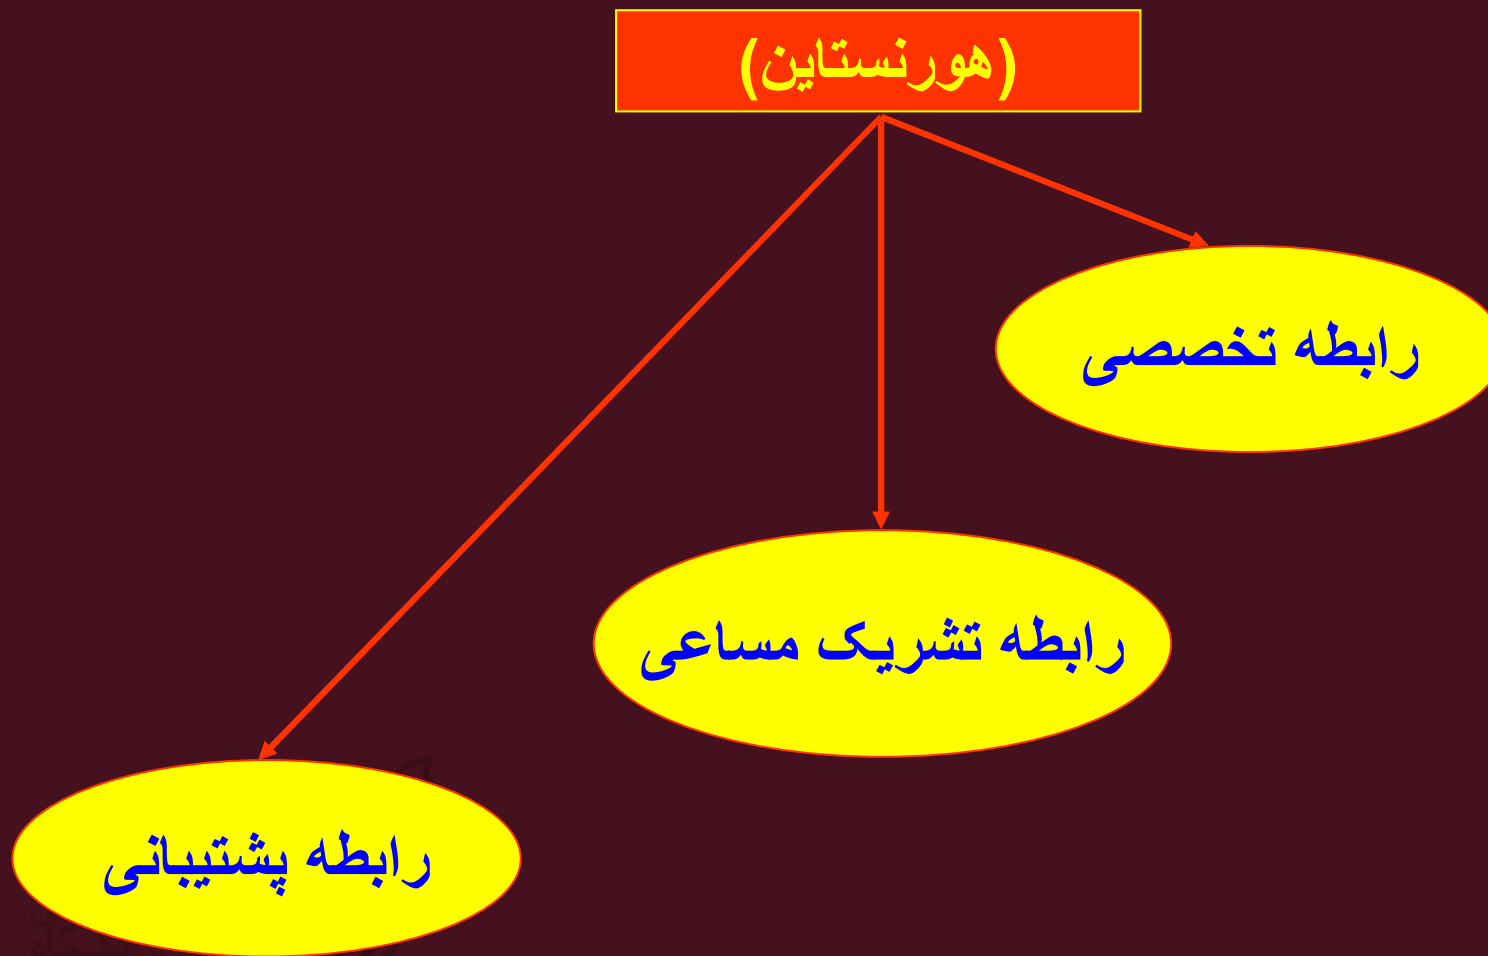 (هورنستاین)
رابطه تخصصی
رابطه تشریک مساعی
رابطه پشتیبانی